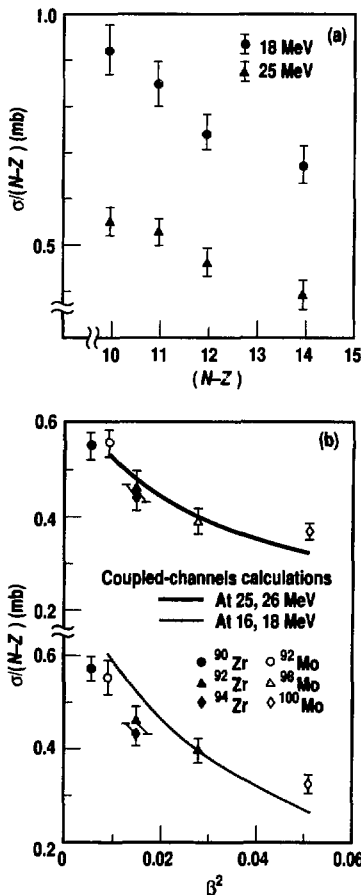 (a)
1.0
18 MeV
25 MeV
σ/(N–Z) (mb)
0.5
10 11 12 13 14 15
(N–Z)
(b)
0.6
0.4
Coupled-channels calculations
At 25, 26 MeV
At 16, 18 MeV
0.2
σ/(N–Z) (mb)
0.6
⁹⁰Zr ⁹²Mo
⁹²Zr ⁹⁸Mo
⁹⁴Zr ¹⁰⁰Mo
0.4
0.2
0 0.02 0.04 0.06
β²